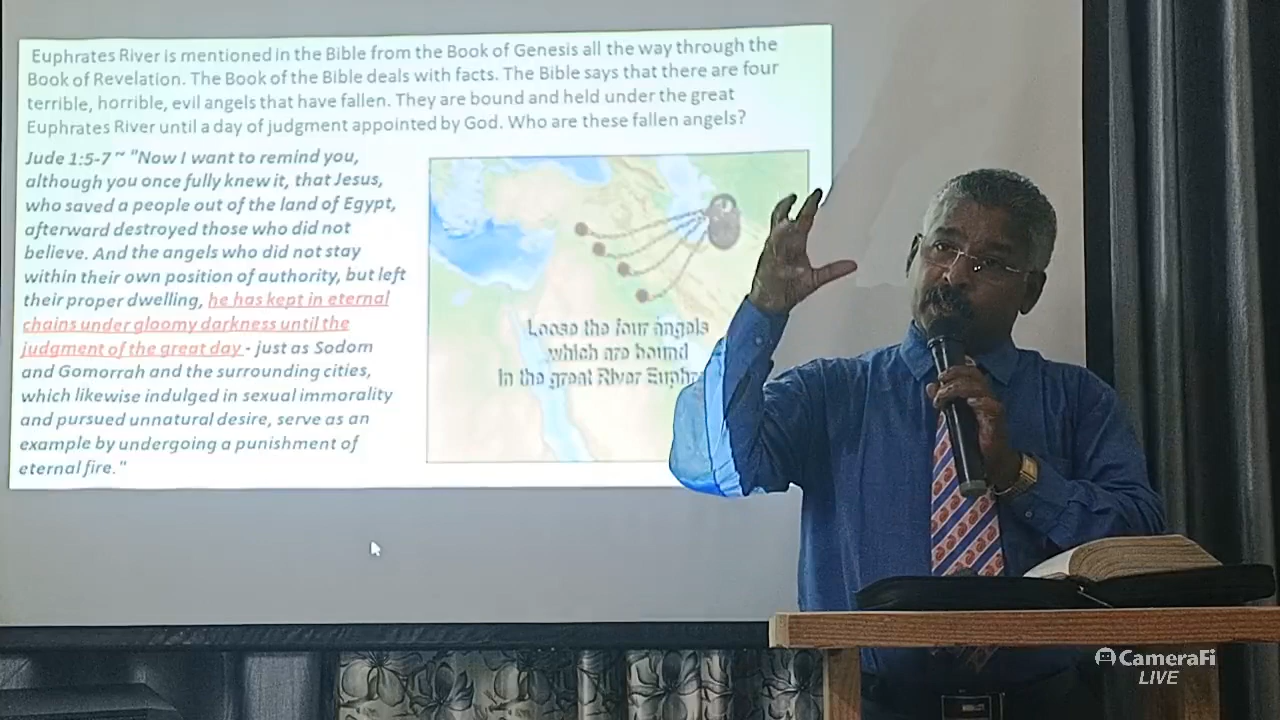 Euphrates River is mentioned in the Bible from the Book of Genesis all the way through the
Book of Revelation. The Book of the Bible deals with facts. The Bible says that there are four
terrible, horrible, evil angels that have fallen. They are bound and held under the great
Euphrates River until a day of judgment appointed by God. Who are these fallen angels?
Jude 1:5-7 ~ "Now I want to remind you,
although you once fully knew it, that Jesus,
who saved a people out of the land of Egypt,
afterward destroyed those who did not
believe. And the angels who did not stay
within their own position of authority, but left
their proper dwelling, he has kept in eternal
chains under gloomy darkness until the
judgment of the great day - just as Sodom
and Gomorrah and the surrounding cities,
which likewise indulged in sexual immorality
and pursued unnatural desire, serve as an
example by undergoing a punishment of
eternal fire."
Loose the four angels
which are bound
in the great River
CameraFi
LIVE